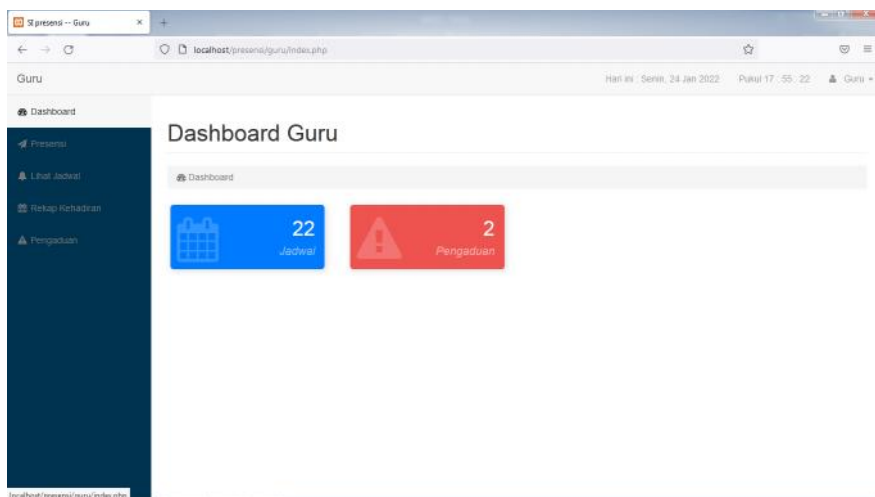 SI presensi -- Guru
localhost/presensi/guru/index.php
Guru
Hari ini : Senin, 24 Jan 2022 Pukul 17 : 55 : 22 Guru
Dashboard
Presensi
Lihat Jadwal
Rekap Kehadiran
Pengaduan
Dashboard Guru
Dashboard
22
Jadwal
2
Pengaduan
localhost/presensi/guru/index.php